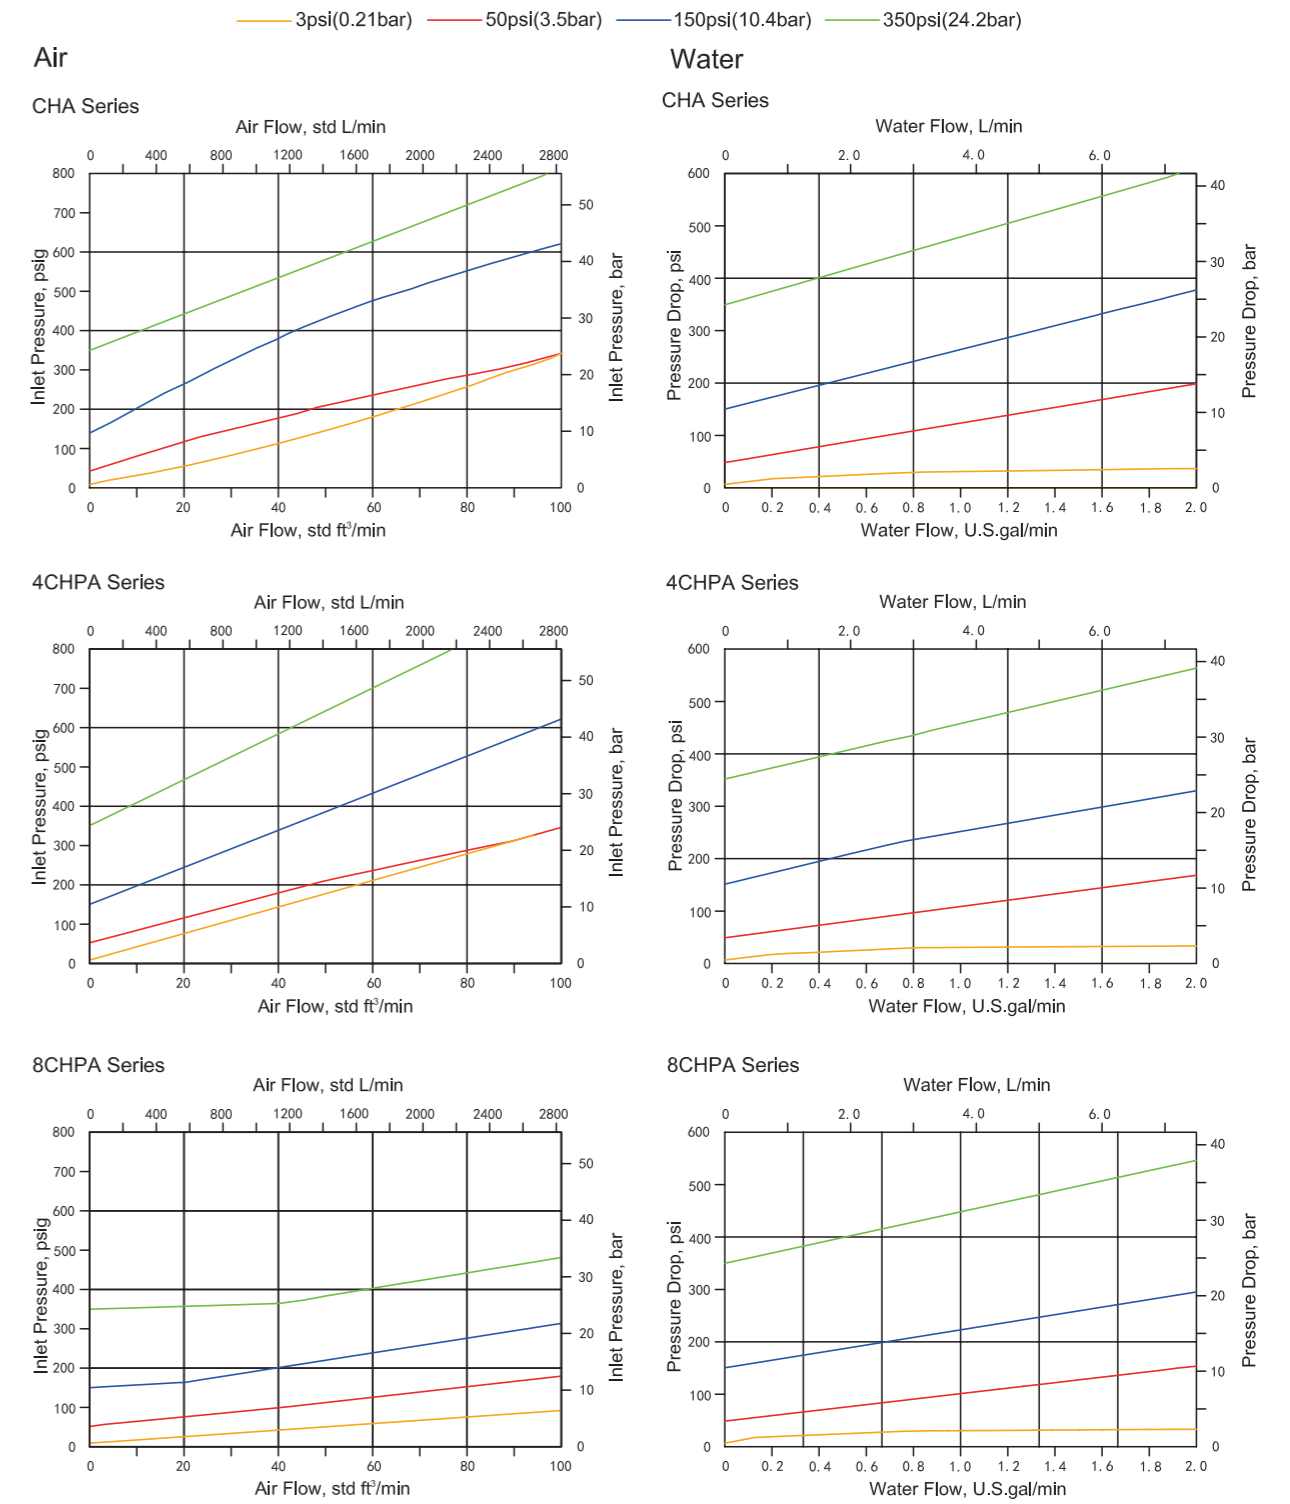 3psi(0.21bar) 50psi(3.5bar) 150psi(10.4bar) 350psi(24.2bar)
Air
CHA Series
Air Flow, std L/min
0 400 800 1200 1600 2000 2400 2800
800
700
600
500
400
300
200
100
0
Inlet Pressure, psig
50
40
30
20
10
0
Inlet Pressure, bar
0 20 40 60 80 100
Air Flow, std ft³/min
Water
CHA Series
Water Flow, L/min
0 2.0 4.0 6.0
600
500
400
300
200
100
0
Pressure Drop, psi
40
30
20
10
0
Pressure Drop, bar
0 0.2 0.4 0.6 0.8 1.0 1.2 1.4 1.6 1.8 2.0
Water Flow, U.S.gal/min
4CHPA Series
Air Flow, std L/min
0 400 800 1200 1600 2000 2400 2800
800
700
600
500
400
300
200
100
0
Inlet Pressure, psig
50
40
30
20
10
0
Inlet Pressure, bar
0 20 40 60 80 100
Air Flow, std ft³/min
4CHPA Series
Water Flow, L/min
0 2.0 4.0 6.0
600
500
400
300
200
100
0
Pressure Drop, psi
40
30
20
10
0
Pressure Drop, bar
0 0.2 0.4 0.6 0.8 1.0 1.2 1.4 1.6 1.8 2.0
Water Flow, U.S.gal/min
8CHPA Series
Air Flow, std L/min
0 400 800 1200 1600 2000 2400 2800
800
700
600
500
400
300
200
100
0
Inlet Pressure, psig
50
40
30
20
10
0
Inlet Pressure, bar
0 20 40 60 80 100
Air Flow, std ft³/min
8CHPA Series
Water Flow, L/min
0 2.0 4.0 6.0
600
500
400
300
200
100
0
Pressure Drop, psi
40
30
20
10
0
Pressure Drop, bar
0 0.2 0.4 0.6 0.8 1.0 1.2 1.4 1.6 1.8 2.0
Water Flow, U.S.gal/min